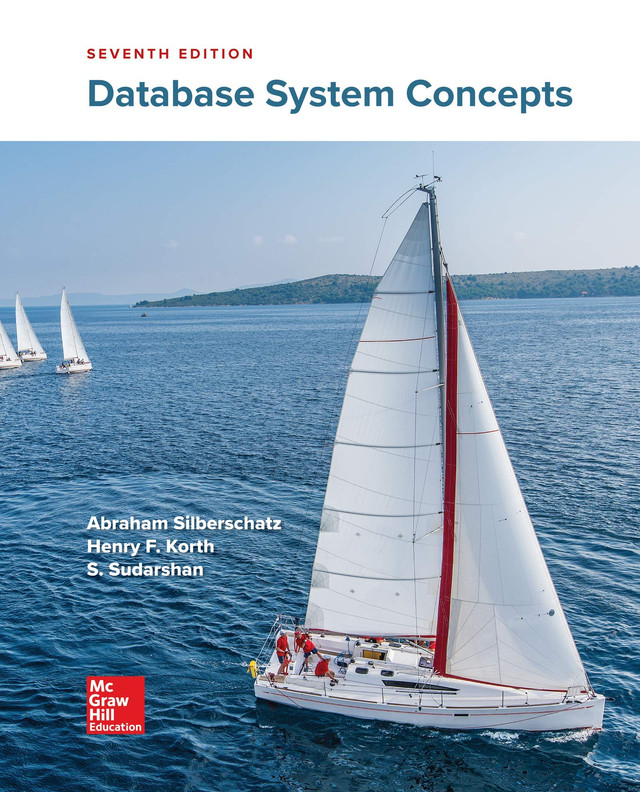 SEVENTH EDITION
Database System Concepts
Abraham Silberschatz
Henry F. Korth
S. Sudarshan
Mc
Graw
Hill
Education